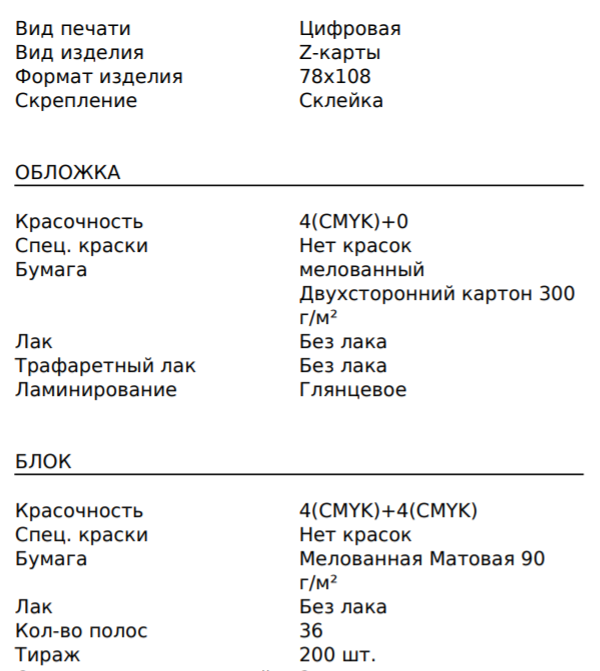 Вид печати Цифровая
Вид изделия Z-карты
Формат изделия 78x108
Скрепление Склейка
ОБЛОЖКА
Красочность 4(CMYK)+0
Спец. краски Нет красок
Бумага мелованный
Двухсторонний картон 300
г/м²
Лак Без лака
Трафаретный лак Без лака
Ламинирование Глянцевое
БЛОК
Красочность 4(CMYK)+4(CMYK)
Спец. краски Нет красок
Бумага Мелованная Матовая 90
г/м²
Лак Без лака
Кол-во полос 36
Тираж 200 шт.